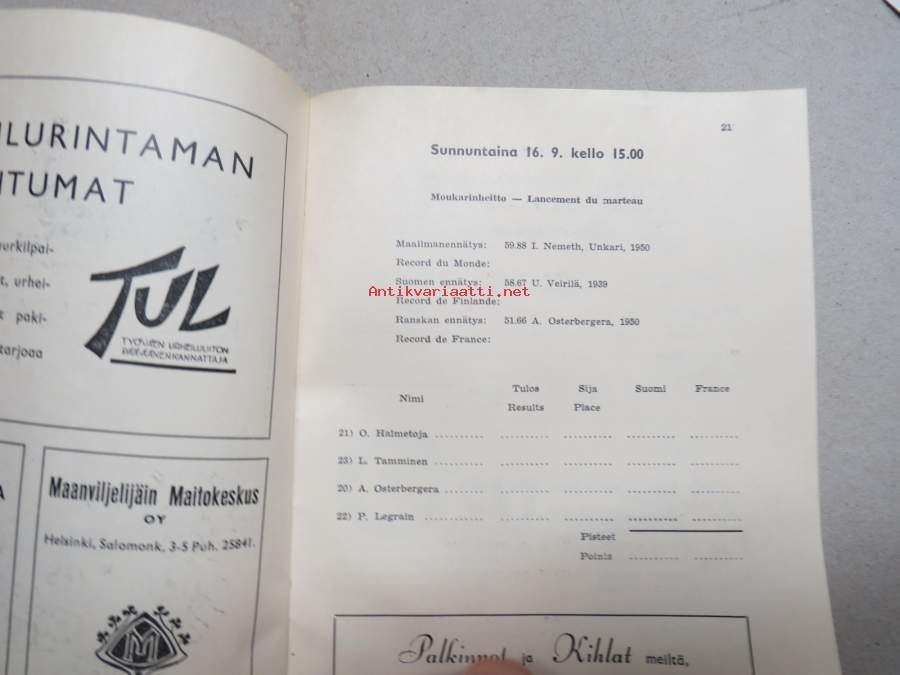 ILURINTAMAN
TUMAT
urkilpai-
t, urhei-
t paki-
tarjoaa
TUL
TYÖVÄEN URHEILULIITON
ÄÄNENKANNATTAJA
A
Maanviljelijäin Maitokeskus
OY
Helsinki, Salomonk. 3-5 Puh. 25841.
M
21
Sunnuntaina 16. 9. kello 15.00
Moukarinheitto — Lancement du marteau
Maailmanennätys: 59.88 I. Nemeth, Unkari, 1950
Record du Monde:
Suomen ennätys: 58.67 U. Veirilä, 1939
Antikvariaatti.net
Record de Finlande:
Ranskan ennätys: 51.66 A. Osterbergera, 1950
Record de France:
Nimi Tulos Sija Suomi France
Results Place
21) O. Halmetoja
23) L. Tamminen
20) A. Osterbergera
22) P. Legrain
Pisteet
Points
Palkinnot ja Kihlat meiltä,